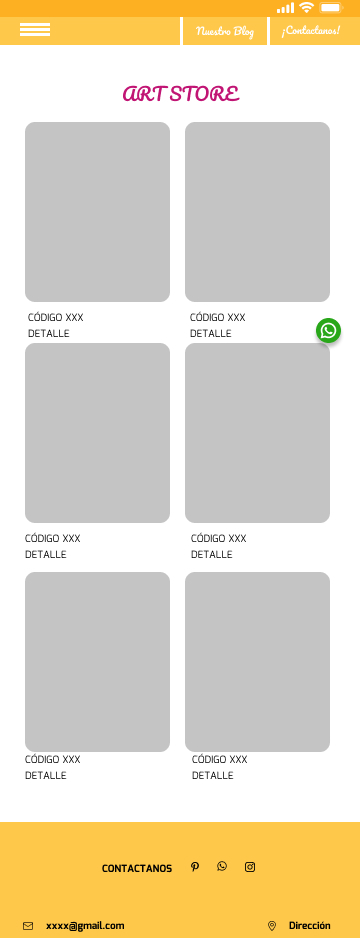 Nuestro Blog
¡Contactanos!
ART STORE
CÓDIGO XXX
DETALLE
CÓDIGO XXX
DETALLE
CÓDIGO XXX
DETALLE
CÓDIGO XXX
DETALLE
CÓDIGO XXX
DETALLE
CÓDIGO XXX
DETALLE
CONTACTANOS
xxxx@gmail.com
Dirección